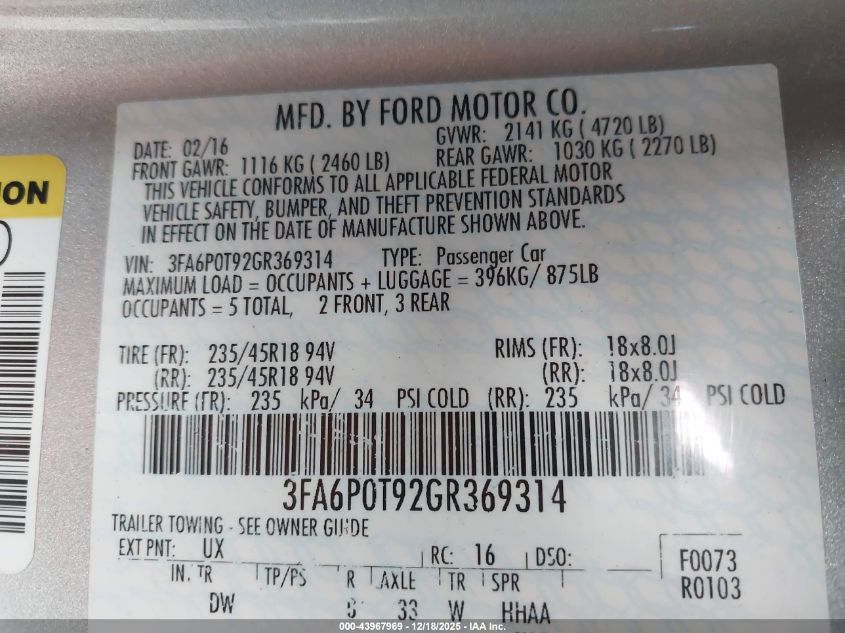 MFD. BY FORD MOTOR CO.
DATE: 02/16 GVWR: 2141 KG ( 4720 LB)
FRONT GAWR: 1116 KG ( 2460 LB) REAR GAWR: 1030 KG ( 2270 LB)
THIS VEHICLE CONFORMS TO ALL APPLICABLE FEDERAL MOTOR
VEHICLE SAFETY, BUMPER, AND THEFT PREVENTION STANDARDS
IN EFFECT ON THE DATE OF MANUFACTURE SHOWN ABOVE.
VIN: 3FA6P0T92GR369314 TYPE: Passenger Car
MAXIMUM LOAD = OCCUPANTS + LUGGAGE = 396KG/ 875LB
OCCUPANTS = 5 TOTAL, 2 FRONT, 3 REAR
TIRE (FR): 235/45R18 94V RIMS (FR): 18x8.0J
(RR): 235/45R18 94V (RR): 18x8.0J
PRESSURE (FR): 235 kPa/ 34 PSI COLD (RR): 235 kPa/ 34 PSI COLD
3FA6P0T92GR369314
TRAILER TOWING - SEE OWNER GUIDE
EXT PNT: UX RC: 16 DSO: F0073
IN. TR TP/PS R AXLE TR SPR R0103
DW 33 W HHAA
000-43967969 - 12/18/2025 - IAA Inc.